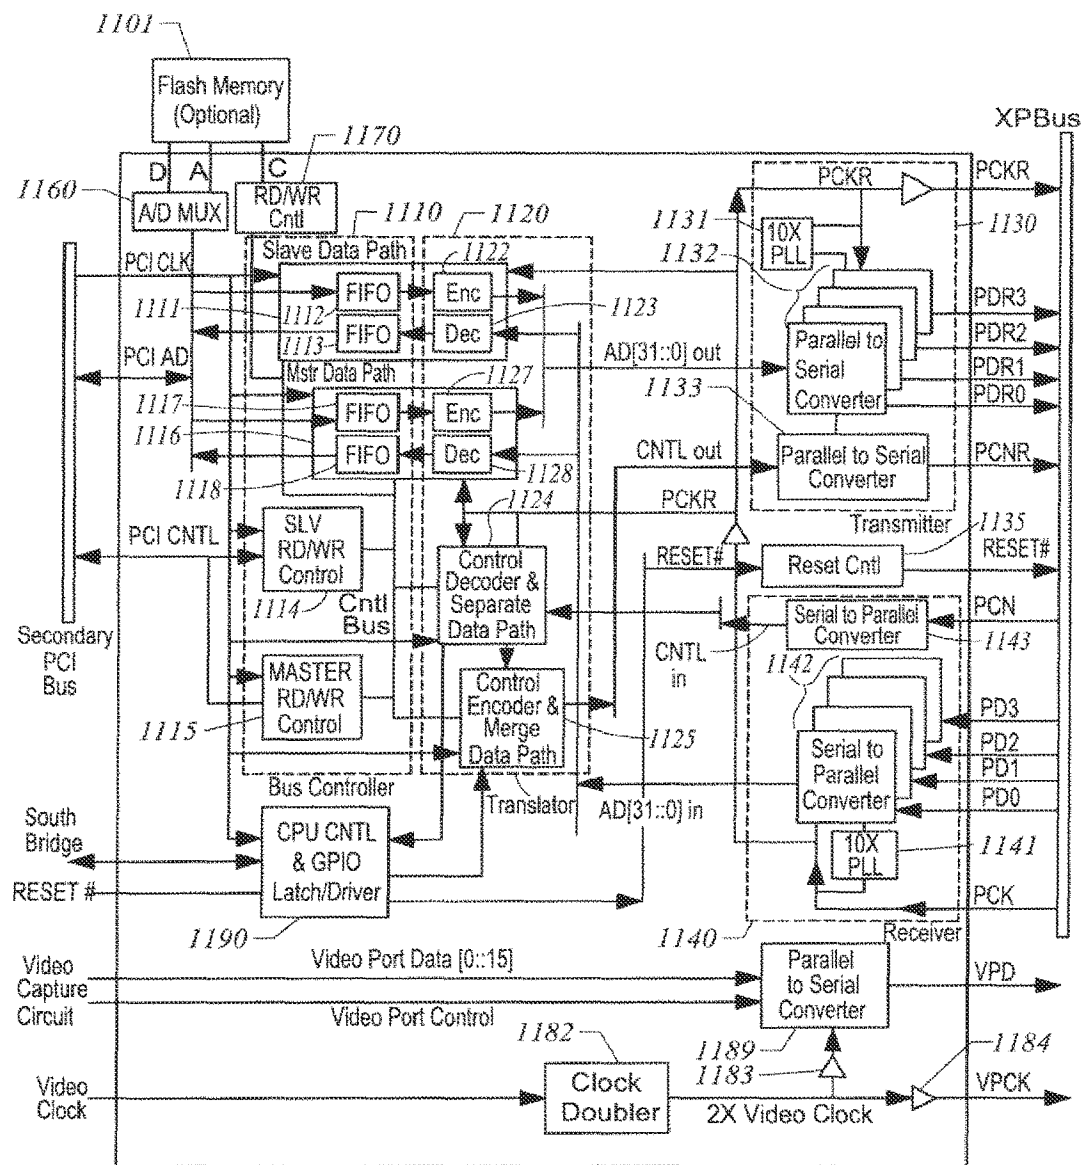 1101
Flash Memory
(Optional)
XPBus
D
A
C
1170
1160
A/D MUX
RD/WR
Cntl
1110
1120
PCKR
PCKR
1131
1130
10X
PLL
1132
Slave Data Path
1122
PCI CLK
FIFO
Enc
1111
1112
1123
PDR3
FIFO
Dec
1113
PDR2
PCI AD
AD[31::0] out
Parallel to
Serial
Converter
PDR1
Mstr Data Path
1127
1133
PDR0
1117
FIFO
Enc
1116
FIFO
Dec
CNTL out
Parallel to Serial
Converter
PCNR
1118
1128
1124
PCKR
Transmitter
1135
PCI CNTL
SLV
RD/WR
Control
RESET#
Reset Cntl
RESET#
Control
Decoder &
Separate
Data Path
1114
Cntl
Bus
Serial to Parallel
Converter
PCN
Secondary
PCI
Bus
CNTL
in
1142
1143
MASTER
RD/WR
Control
Control
Encoder &
Merge
Data Path
1115
1125
PD3
Serial to
Parallel
Converter
PD2
PD1
Bus Controller
Translator
AD[31::0] in
PD0
South
Bridge
CPU CNTL
& GPIO
Latch/Driver
10X
PLL
1141
RESET #
PCK
1190
1140
Receiver
Video
Capture
Circuit
Video Port Data [0::15]
Parallel
to Serial
Converter
VPD
Video Port Control
1182
1189
1183
1184
Video
Clock
Clock
Doubler
2X Video Clock
VPCK